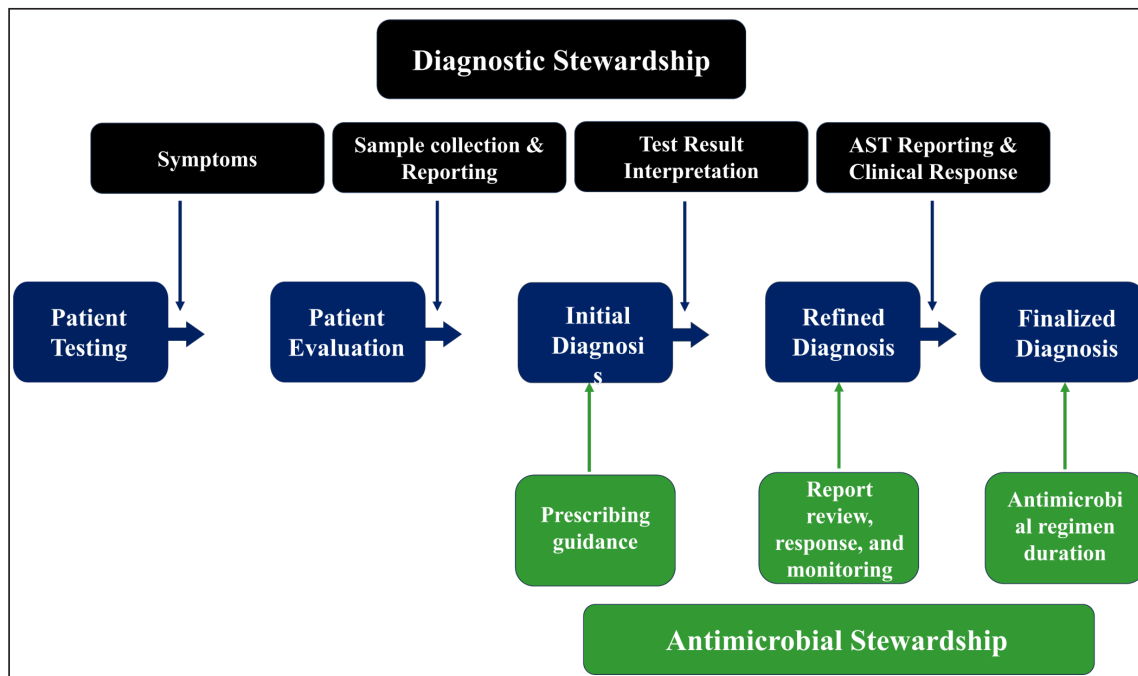 Diagnostic Stewardship
Symptoms
Sample collection &
Reporting
Test Result
Interpretation
AST Reporting &
Clinical Response
Patient
Testing
Patient
Evaluation
Initial
Diagnosi
s
Refined
Diagnosis
Finalized
Diagnosis
Prescribing
guidance
Report
review,
response, and
monitoring
Antimicrobi
al regimen
duration
Antimicrobial Stewardship